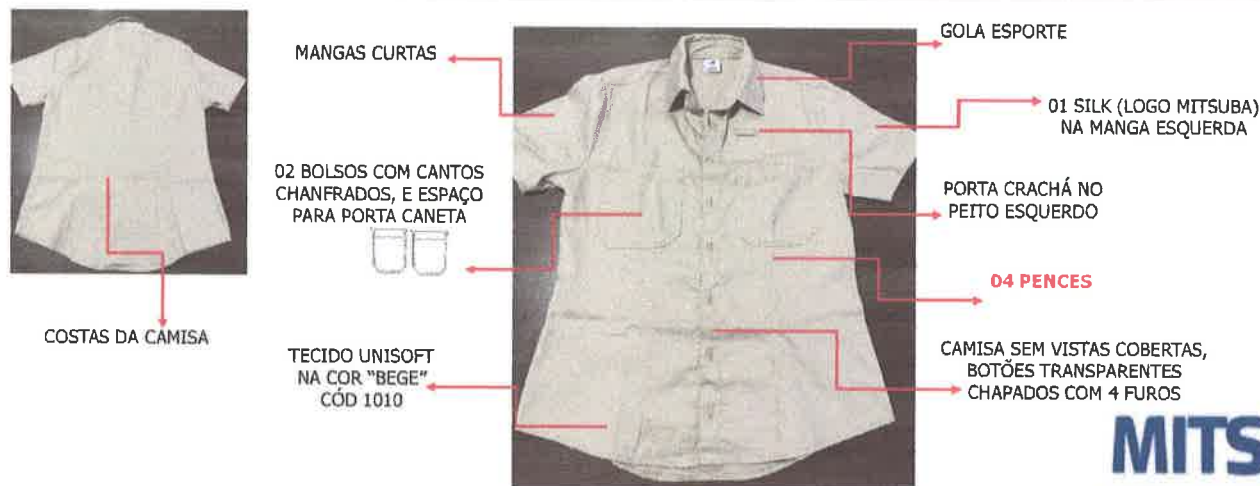 MANGAS CURTAS
GOLA ESPORTE
01 SILK (LOGO MITSUBA)
NA MANGA ESQUERDA
02 BOLSOS COM CANTOS
CHANFRADOS, E ESPAÇO
PARA PORTA CANETA
PORTA CRACHÁ NO
PEITO ESQUERDO
04 PENCES
COSTAS DA CAMISA
TECIDO UNISOFT
NA COR "BEGE"
CÓD 1010
CAMISA SEM VISTAS COBERTAS,
BOTÕES TRANSPARENTES
CHAPADOS COM 4 FUROS
MITS